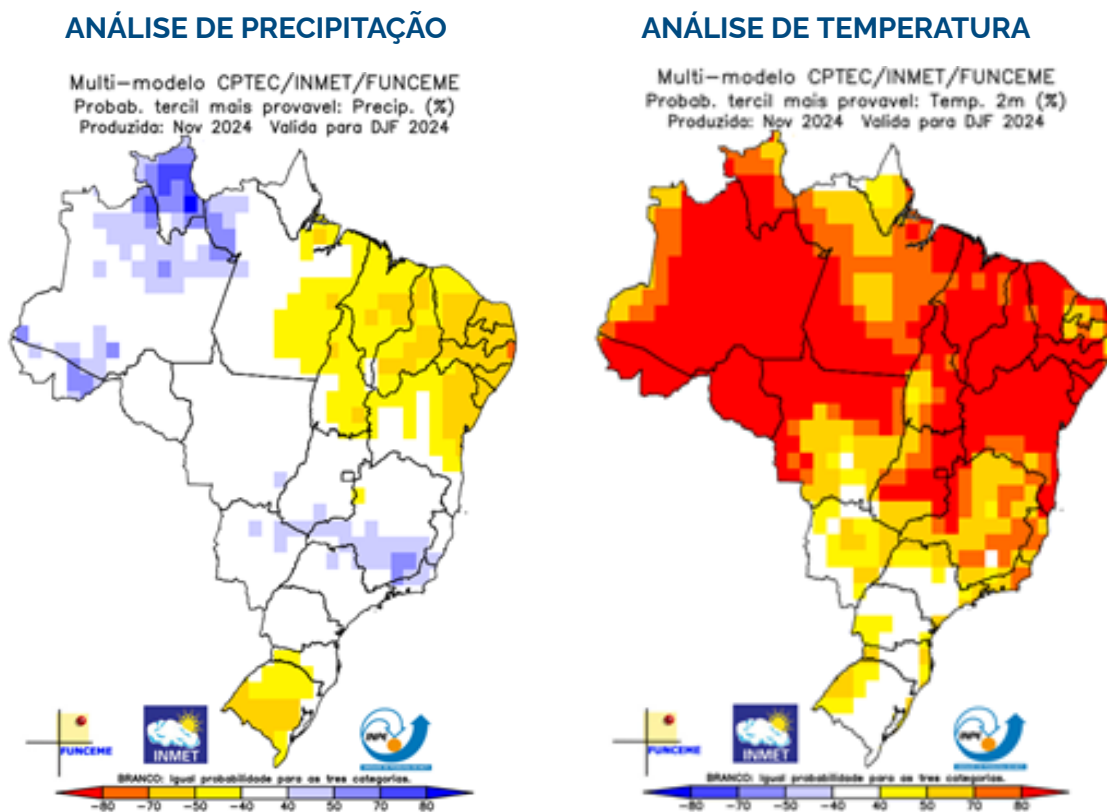 ANÁLISE DE PRECIPITAÇÃO
Multi-modelo CPTEC/INMET/FUNCEME
Probab. tercil mais provavel: Precip. (%)
Produzida: Nov 2024 Valida para DJF 2024
FUNCEME
INMET
INPE
BRANCO: Igual probabilidade para as tres categorias.
-80 -70 -50 -40 40 50 70 80
ANÁLISE DE TEMPERATURA
Multi-modelo CPTEC/INMET/FUNCEME
Probab. tercil mais provavel: Temp. 2m (%)
Produzida: Nov 2024 Valida para DJF 2024
FUNCEME
INMET
INPE
BRANCO: Igual probabilidade para as tres categorias.
-80 -70 -50 -40 40 50 70 80